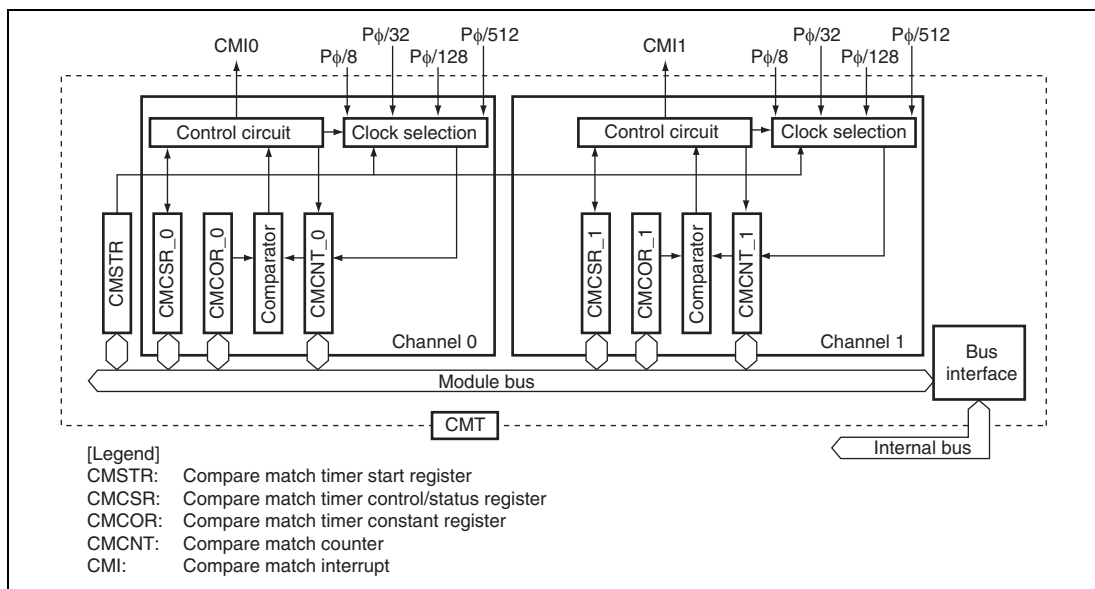 CMI0
Pϕ/8
Pϕ/32
Pϕ/128
Pϕ/512
CMI1
Pϕ/8
Pϕ/32
Pϕ/128
Pϕ/512
Control circuit
Clock selection
Control circuit
Clock selection
CMSTR
CMCSR_0
CMCOR_0
Comparator
CMCNT_0
CMCSR_1
CMCOR_1
Comparator
CMCNT_1
Channel 0
Channel 1
Module bus
Bus
interface
CMT
Internal bus
[Legend]
CMSTR: Compare match timer start register
CMCSR: Compare match timer control/status register
CMCOR: Compare match timer constant register
CMCNT: Compare match counter
CMI: Compare match interrupt